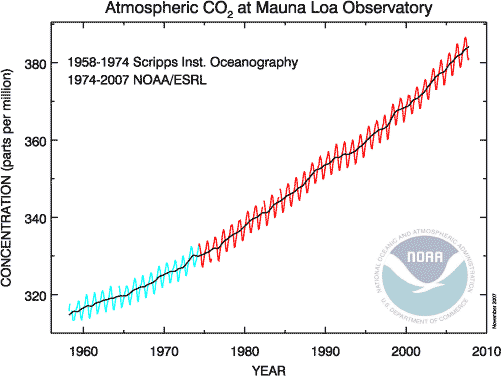 Atmospheric CO₂ at Mauna Loa Observatory
1958-1974 Scripps Inst. Oceanography
1974-2007 NOAA/ESRL
CONCENTRATION (parts per million)
380
360
340
320
1960
1970
1980
1990
2000
2010
YEAR
NATIONAL OCEANIC AND ATMOSPHERIC ADMINISTRATION
NOAA
U.S. DEPARTMENT OF COMMERCE
November 2007